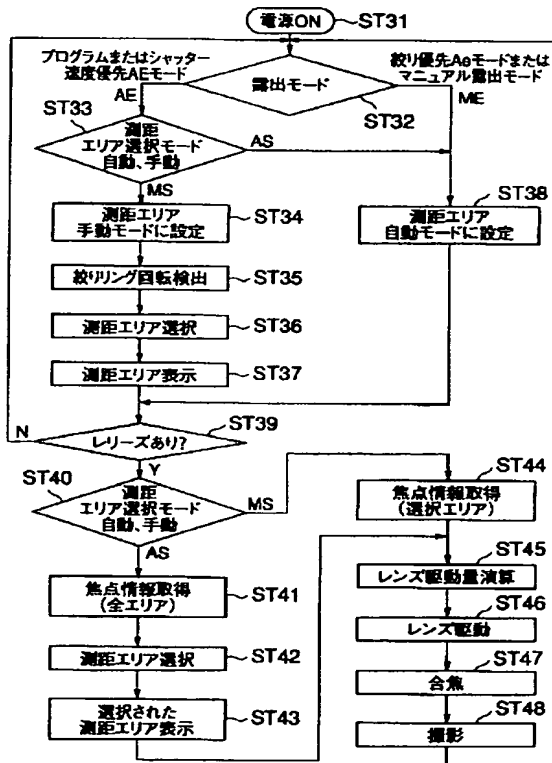 電源ON
ST31
プログラムまたはシャッター
速度優先AEモード
絞り優先Aeモードまたは
マニュアル露出モード
露出モード
AE
ME
ST32
ST33
測距
エリア選択モード
自動、手動
AS
MS
測距エリア
手動モードに設定
ST34
ST38
測距エリア
自動モードに設定
絞りリング回転検出
ST35
測距エリア選択
ST36
測距エリア表示
ST37
N
レリーズあり?
ST39
Y
ST40
測距
エリア選択モード
自動、手動
MS
AS
ST44
焦点情報取得
(選択エリア)
焦点情報取得
(全エリア)
ST41
ST45
レンズ駆動量演算
測距エリア選択
ST42
ST46
レンズ駆動
選択された
測距エリア表示
ST43
ST47
合焦
ST48
撮影